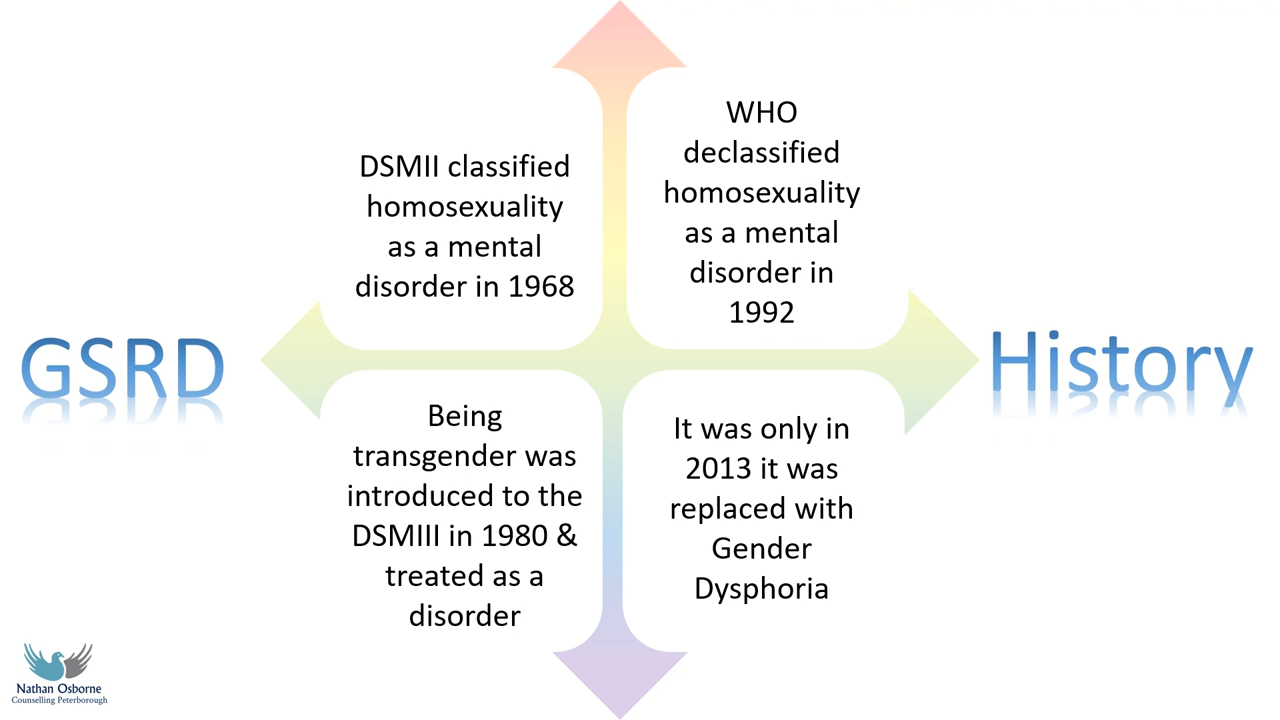 DSMII classified
homosexuality
as a mental
disorder in 1968
WHO
declassified
homosexuality
as a mental
disorder in
1992
GSRD
History
Being
transgender was
introduced to the
DSMIII in 1980 &
treated as a
disorder
It was only in
2013 it was
replaced with
Gender
Dysphoria
Nathan Osborne
Counselling Peterborough